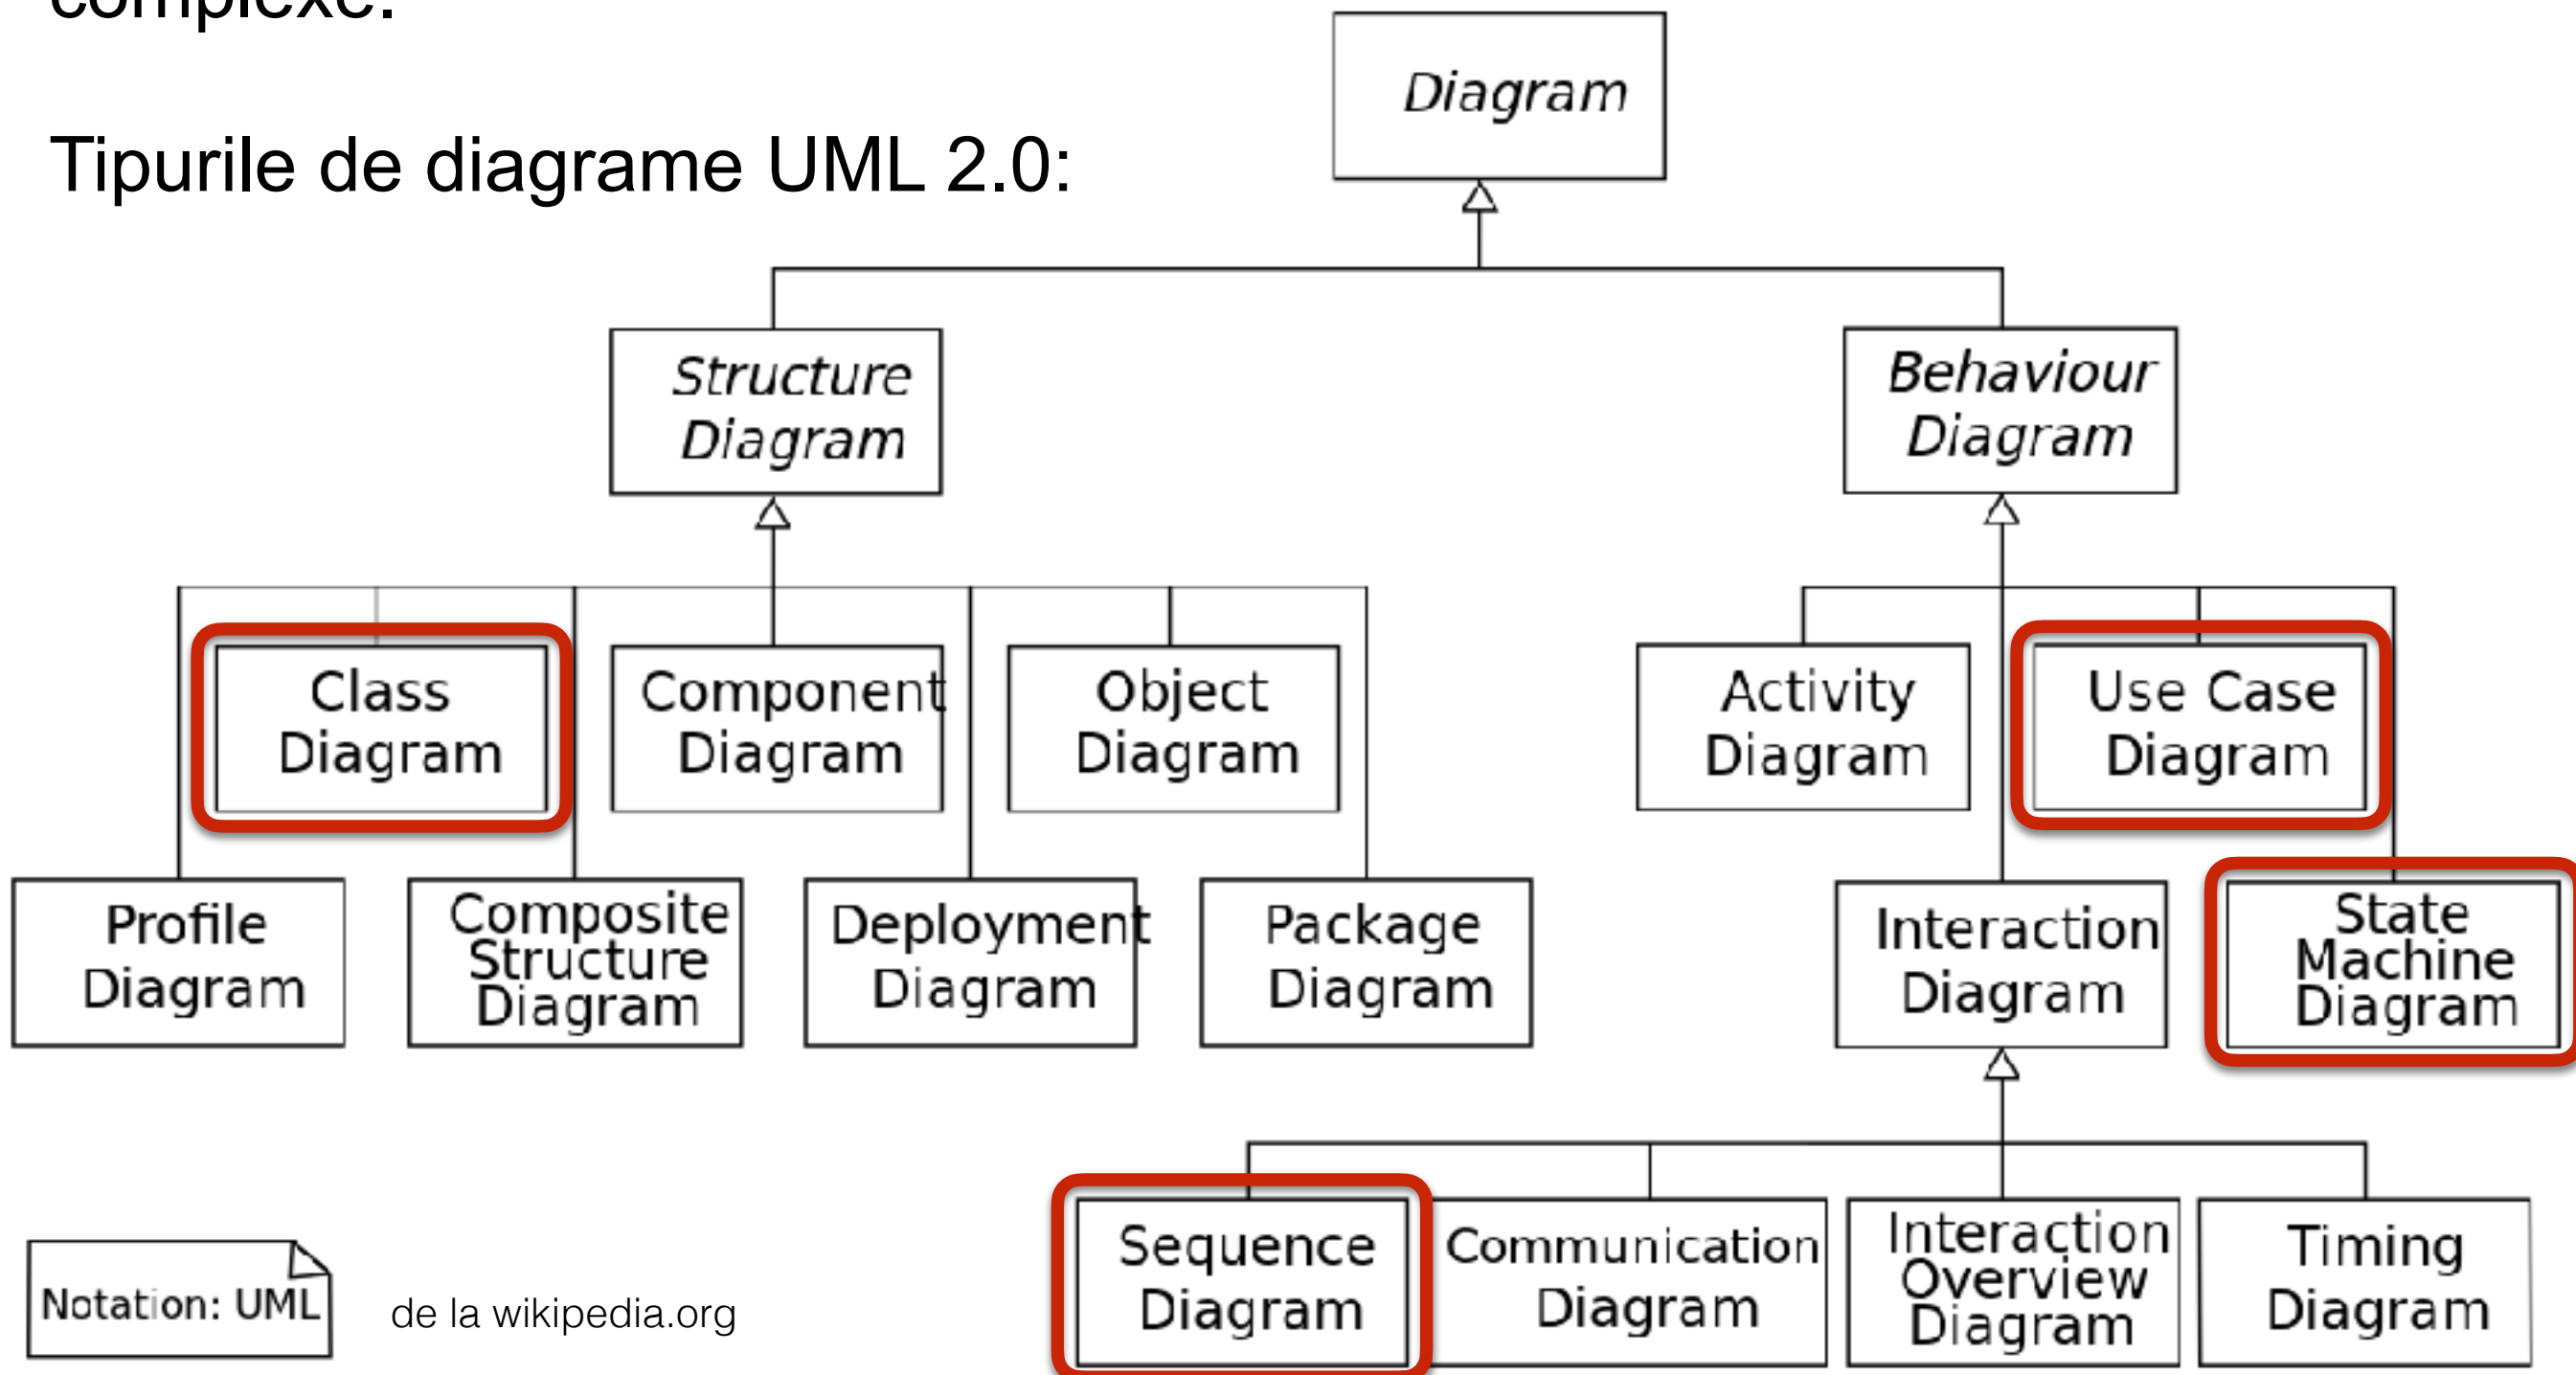 complexe.
Tipurile de diagrame UML 2.0:
Diagram
Structure
Diagram
Behaviour
Diagram
Class
Diagram
Component
Diagram
Object
Diagram
Activity
Diagram
Use Case
Diagram
Profile
Diagram
Composite
Structure
Diagram
Deployment
Diagram
Package
Diagram
Interaction
Diagram
State
Machine
Diagram
Sequence
Diagram
Communication
Diagram
Interaction
Overview
Diagram
Timing
Diagram
Notation: UML
de la wikipedia.org